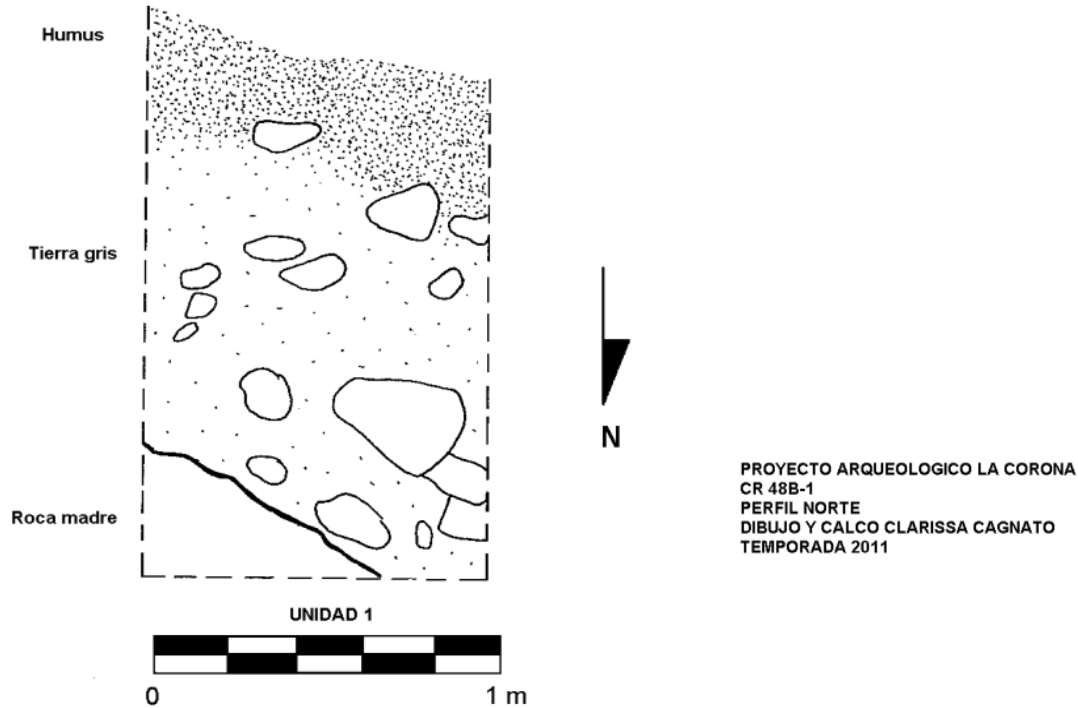 Humus
Tierra gris
Roca madre
N
PROYECTO ARQUEOLOGICO LA CORONA
CR 48B-1
PERFIL NORTE
DIBUJO Y CALCO CLARISSA CAGNATO
TEMPORADA 2011
UNIDAD 1
0 1 m